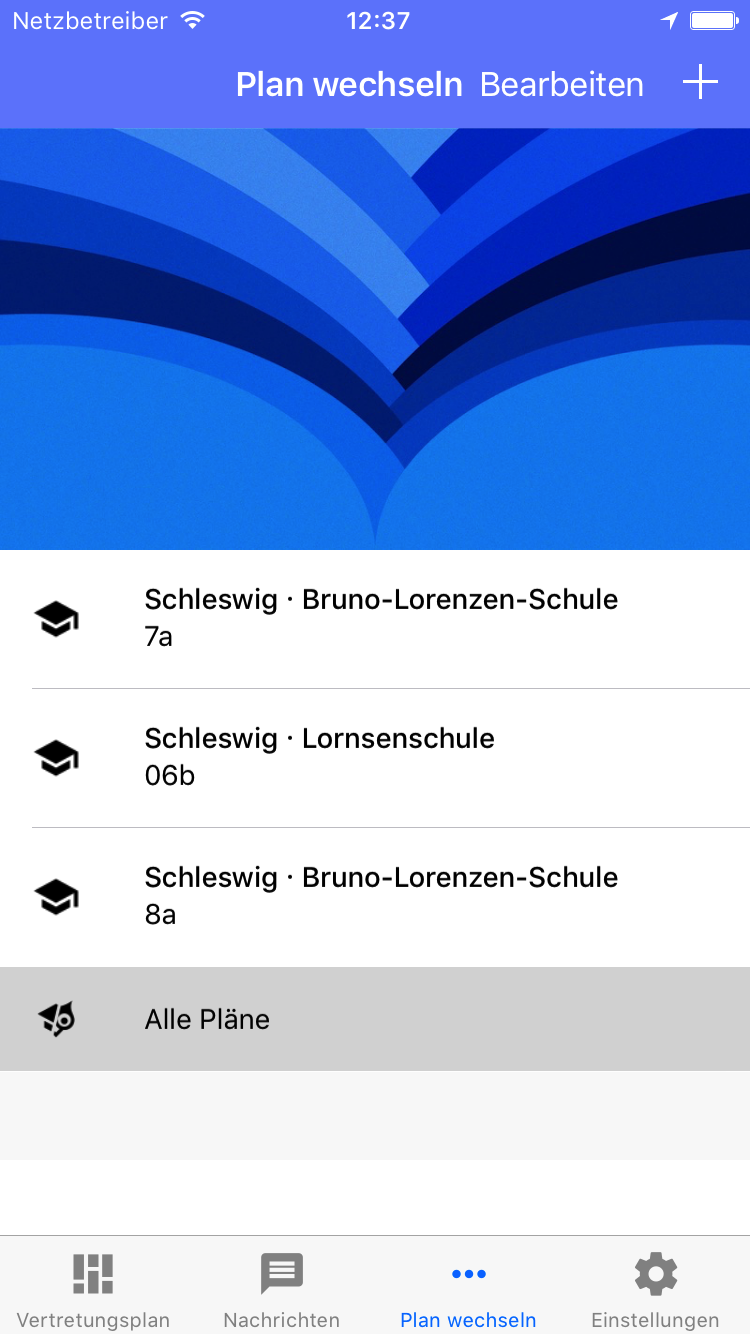 Netzbetreiber 12:37
Plan wechseln Bearbeiten
Schleswig · Bruno-Lorenzen-Schule
7a
Schleswig · Lornsenschule
06b
Schleswig · Bruno-Lorenzen-Schule
8a
Alle Pläne
Vertretungsplan Nachrichten Plan wechseln Einstellungen